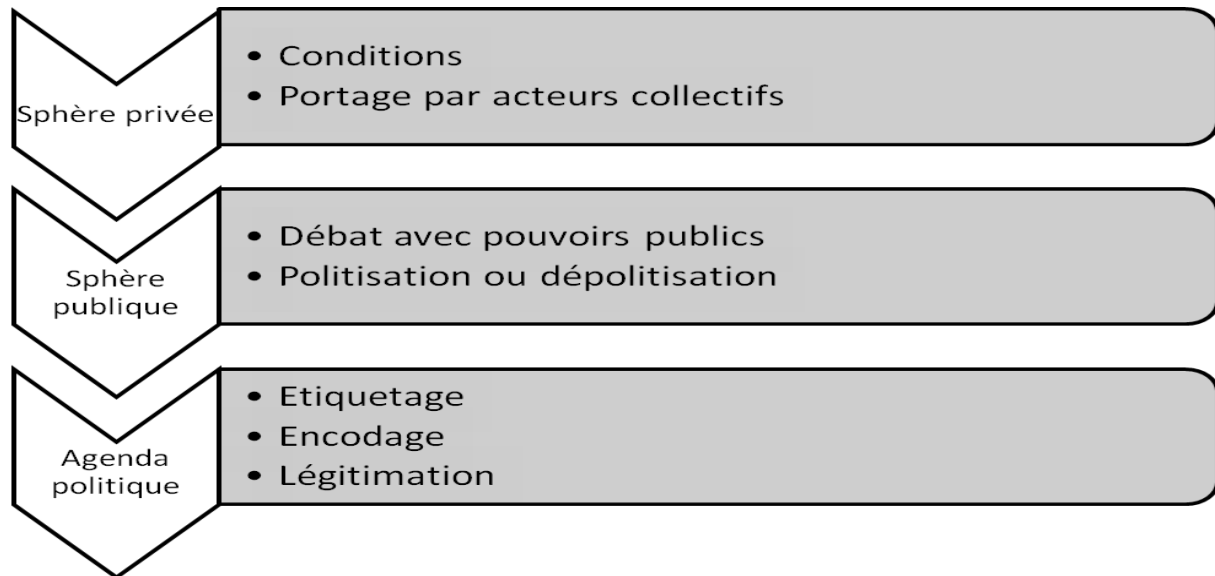 Sphère privée
• Conditions
• Portage par acteurs collectifs
Sphère
publique
• Débat avec pouvoirs publics
• Politisation ou dépolitisation
Agenda
politique
• Etiquetage
• Encodage
• Légitimation